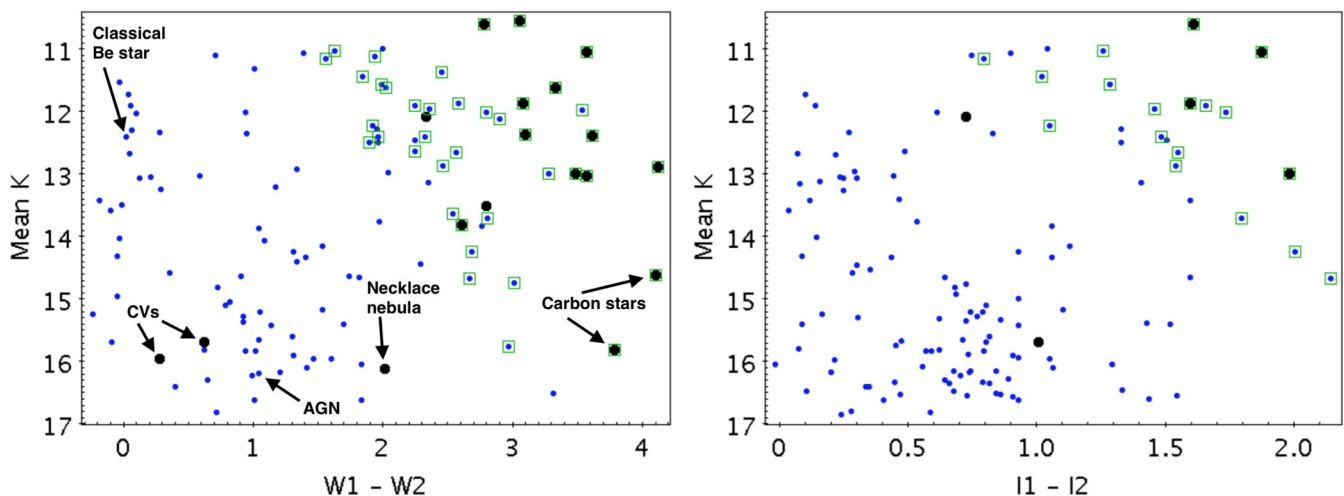 Classical
Be star
CVs
Necklace
nebula
Carbon stars
AGN
Mean K
11
12
13
14
15
16
17
0
1
2
3
4
W1 – W2
Mean K
11
12
13
14
15
16
17
0
0.5
1.0
1.5
2.0
I1 – I2